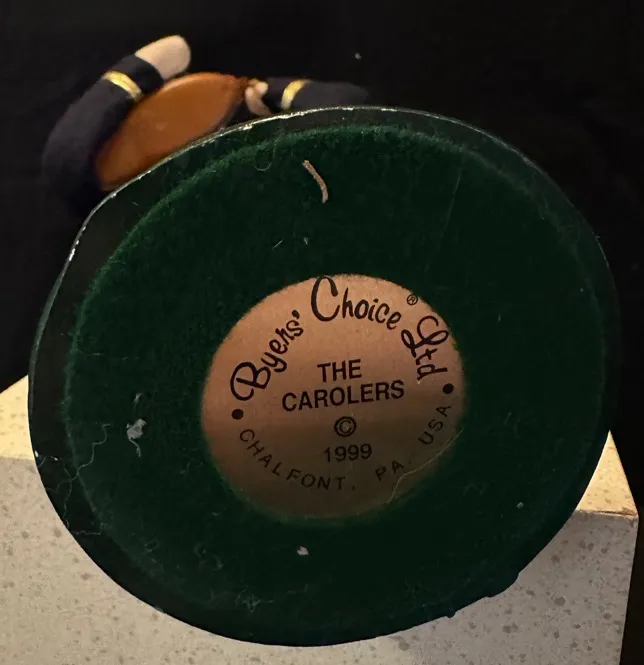 Byers' Choice® Ltd
THE
CAROLERS
©
1999
• CHALFONT, PA USA •